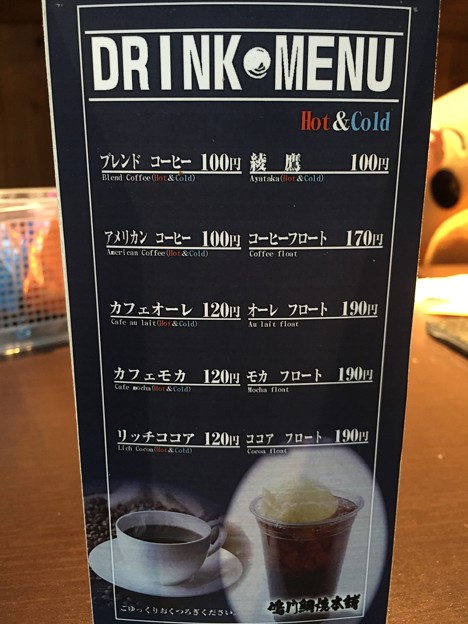 DRINK MENU
Hot&Cold
ブレンド コーヒー 100円
Blend Coffee(Hot&Cold)
綾 鷹 100円
Ayataka(Hot&Cold)
アメリカン コーヒー 100円
American Coffee(Hot&Cold)
コーヒーフロート 170円
Coffee float
カフェオーレ 120円
Cafe au lait(Hot&Cold)
オーレ フロート 190円
Au lait float
カフェモカ 120円
Cafe mocha(Hot&Cold)
モカ フロート 190円
Mocha float
リッチココア 120円
Lich Cocoa(Hot&Cold)
ココア フロート 190円
Cocoa float
ごゆっくりおくつろぎください。
鳴門鯛焼本舗